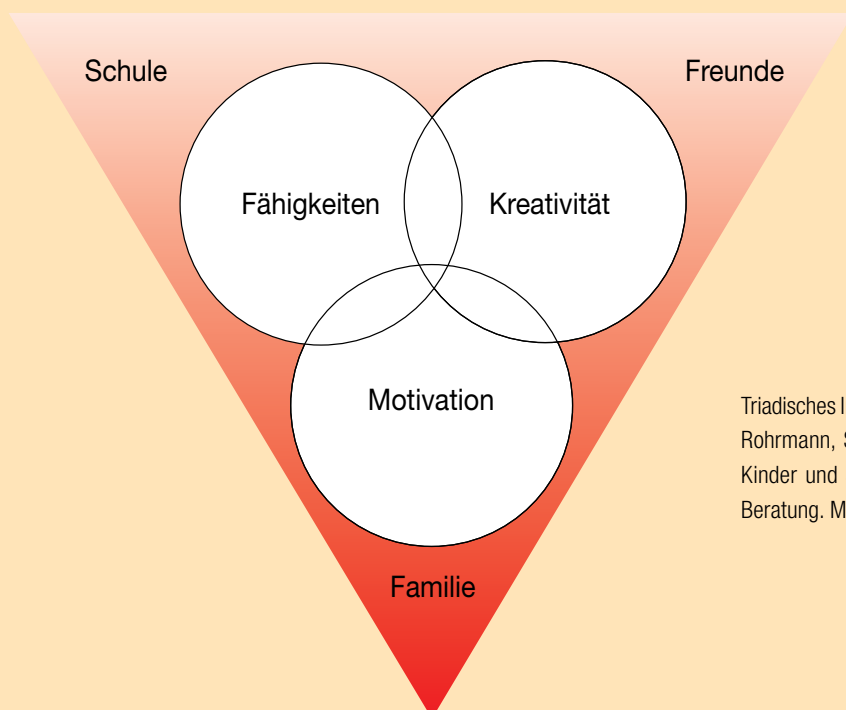 Schule
Freunde
Fähigkeiten
Kreativität
Motivation
Familie
Triadisches
Rohrmann,
Kinder und
Beratung.